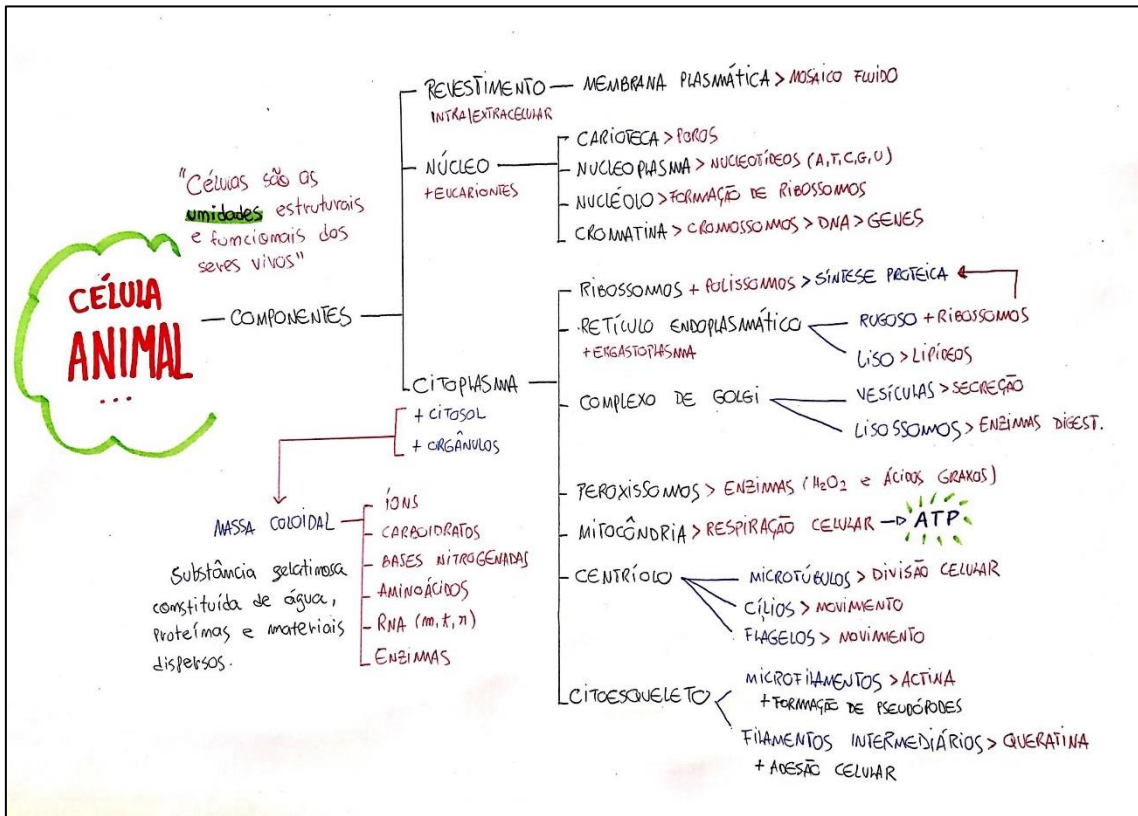 CÉLULA
ANIMAL
...
"Células são as
unidades estruturais
e funcionais dos
seres vivos"
COMPONENTES
REVESTIMENTO — MEMBRANA PLASMÁTICA > MOSAICO FLUIDO
INTRA/EXTRACELULAR
NÚCLEO
+ EUCARIONTES
CARIOTECA > POROS
NUCLEOPLASMA > NUCLEOTÍDEOS (A,T,C,G,U)
NUCLÉOLO > FORMAÇÃO DE RIBOSSOMOS
CROMATINA > CROMOSSOMOS > DNA > GENES
CITOPLASMA
+ CITOSOL
+ ORGÂNULOS
RIBOSSOMOS + POLISSOMOS > SÍNTESE PROTEICA
RETÍCULO ENDOPLASMÁTICO
+ ERGASTOPLASMA
RUGOSO + RIBOSSOMOS
LISO > LIPÍDEOS
COMPLEXO DE GOLGI
VESÍCULAS > SECREÇÃO
LISOSSOMOS > ENZIMAS DIGEST.
PEROXISSOMOS > ENZIMAS (H₂O₂ e ÁCIDOS GRAXOS)
MITOCÔNDRIA > RESPIRAÇÃO CELULAR → ATP
CENTRÍOLO
MICROTÚBULOS > DIVISÃO CELULAR
CÍLIOS > MOVIMENTO
FLAGELOS > MOVIMENTO
CITOESQUELETO
MICROFILAMENTOS > ACTINA
+ FORMAÇÃO DE PSEUDÓPODES
FILAMENTOS INTERMEDIÁRIOS > QUERATINA
+ ADESÃO CELULAR
MASSA COLOIDAL
Substância gelatinosa
constituída de água,
proteínas e materiais
dispersos.
ÍONS
CARBOIDRATOS
BASES NITROGENADAS
AMINOÁCIDOS
RNA (m, t, r)
ENZIMAS